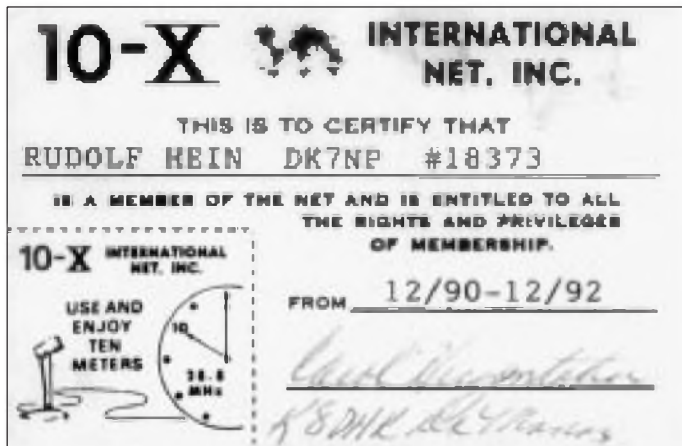 10-X INTERNATIONAL
NET. INC.
THIS IS TO CERTIFY THAT
RUDOLF HEIN DK7NP #18373
IS A MEMBER OF THE NET AND IS ENTITLED TO ALL
THE RIGHTS AND PRIVILEGES
OF MEMBERSHIP.
10-X INTERNATIONAL
NET. INC.
USE AND
ENJOY
TEN
METERS
10
28.8
MHz
FROM 12/90-12/92
Carol
K8DHK